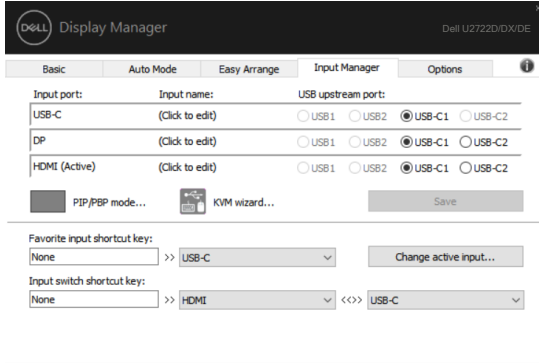 DELL Display Manager
Dell U2722D/DX/DE
Basic Auto Mode Easy Arrange Input Manager Options
Input port: Input name: USB upstream port:
USB-C (Click to edit) USB1 USB2 USB-C1 USB-C2
DP (Click to edit) USB1 USB2 USB-C1 USB-C2
HDMI (Active) (Click to edit) USB1 USB2 USB-C1 USB-C2
PIP/PBP mode... KVM wizard... Save
Favorite input shortcut key:
None >> USB-C Change active input...
Input switch shortcut key:
None >> HDMI <<>> USB-C